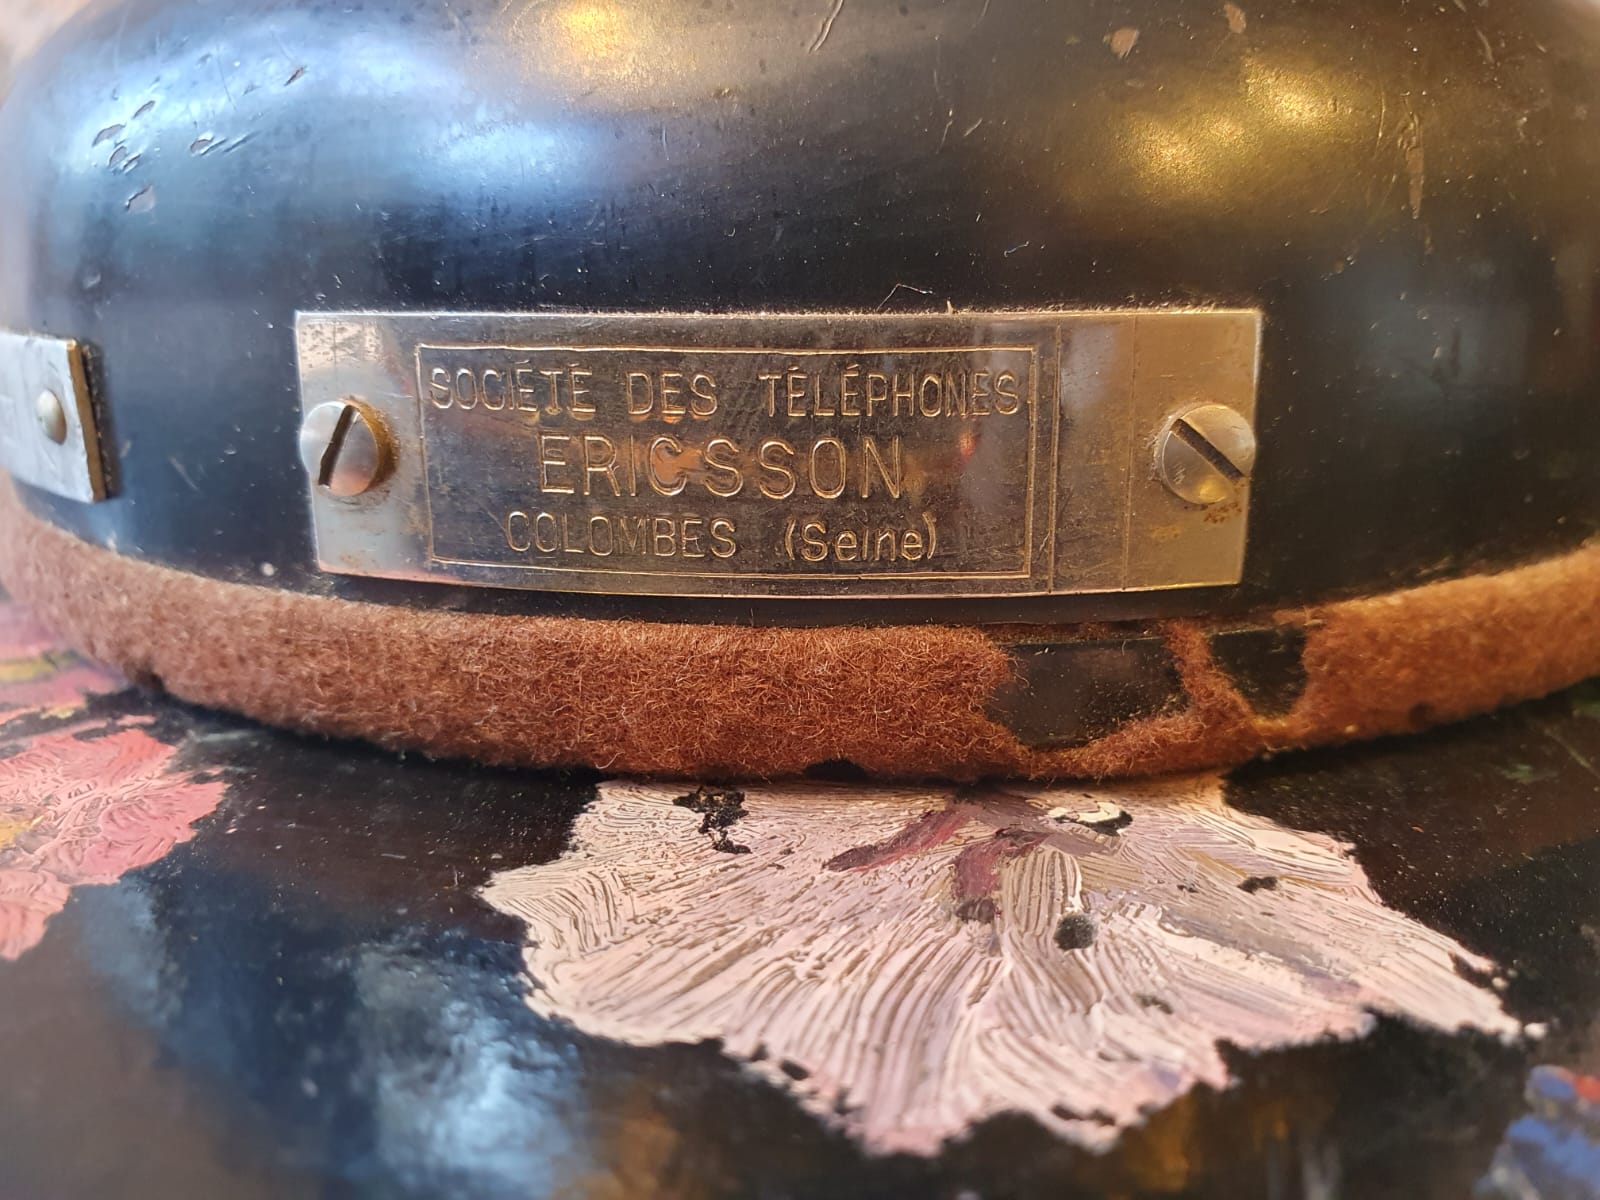 SOCIÉTÉ DES TÉLÉPHONES
ERICSSON
COLOMBES (Seine)